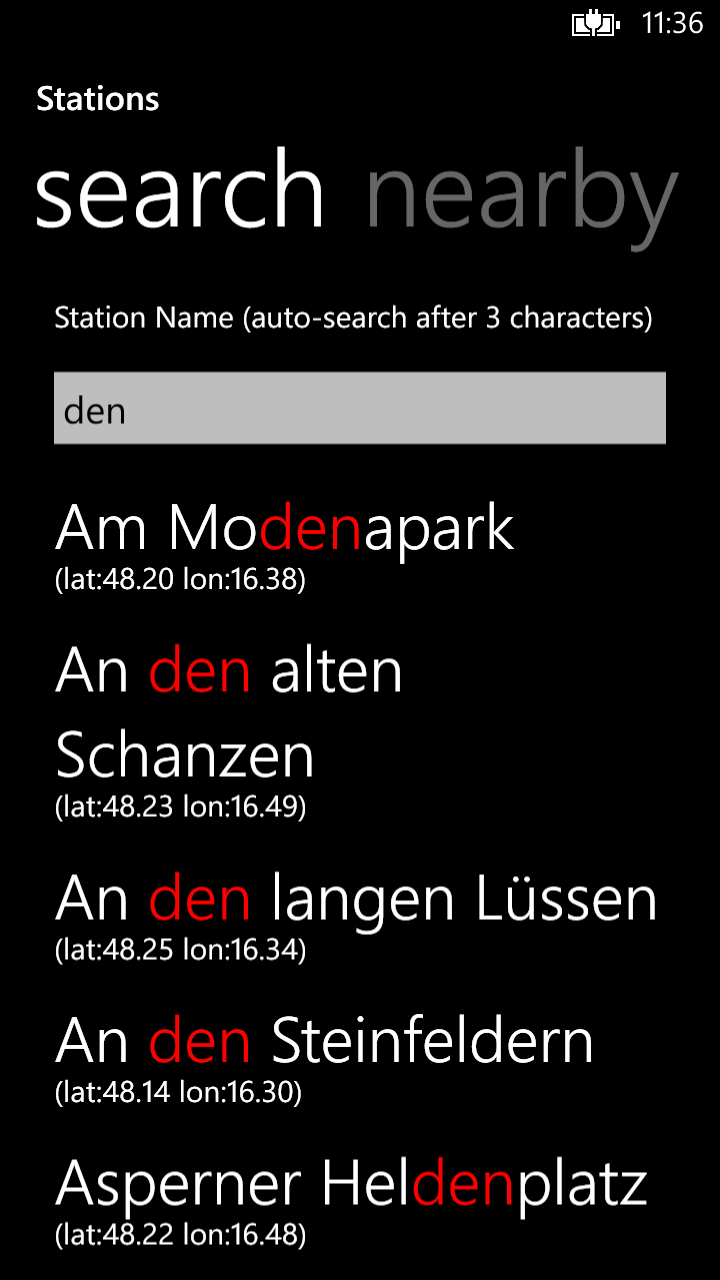 11:36
Stations
search nearby
Station Name (auto-search after 3 characters)
den
Am Modenapark
(lat:48.20 lon:16.38)
An den alten
Schanzen
(lat:48.23 lon:16.49)
An den langen Lüssen
(lat:48.25 lon:16.34)
An den Steinfeldern
(lat:48.14 lon:16.30)
Asperner Heldenplatz
(lat:48.22 lon:16.48)